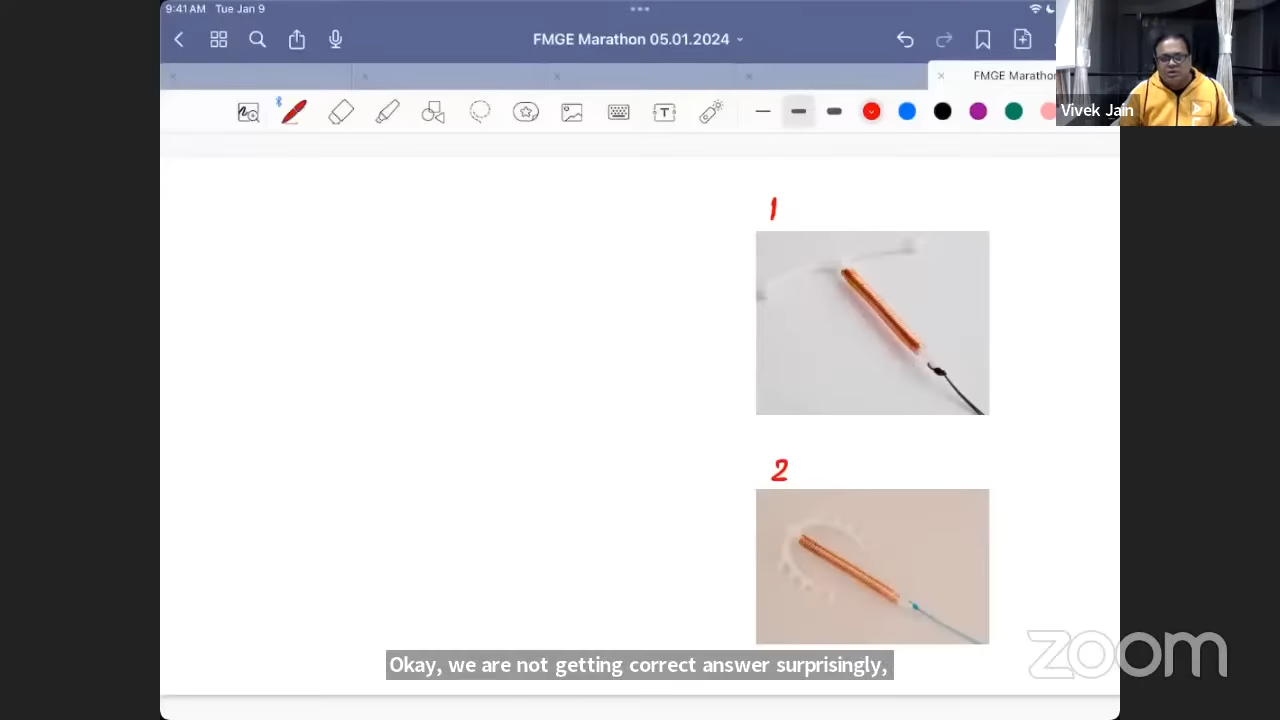 9:41 AM Tue Jan 9
FMGE Marathon 05.01.2024
FMGE Maratho
T
Vivek Jain
1
2
Okay, we are not getting correct answer surprisingly,
zoom